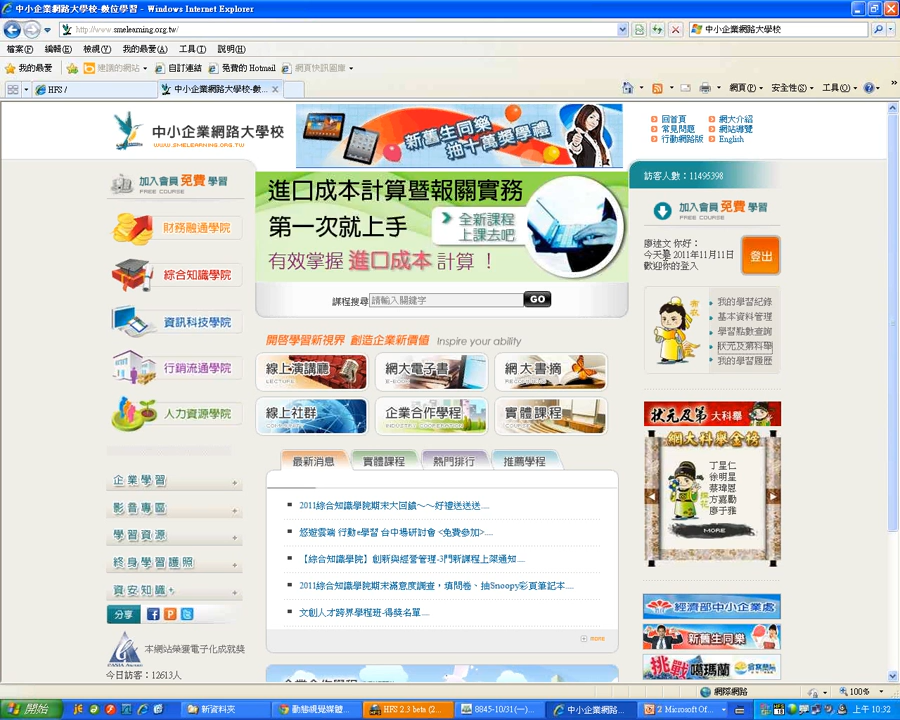 中小企業網路大學校-數位學習 - Windows Internet Explorer
http://www.smelearning.org.tw/
中小企業網路大學校
檔案(F) 編輯(E) 檢視(V) 我的最愛(A) 工具(T) 說明(H)
我的最愛 建議的網站 自訂連結 免費的 Hotmail 網頁快訊圖庫
HFS /
中小企業網路大學校-數...
網頁(P) 安全性(S) 工具(O)
中小企業網路大學校
WWW.SMELEARNING.ORG.TW
新舊生同樂
抽十萬獎學禮
回首頁 網大介紹
常見問題 網站導覽
行動網路版 English
加入會員 免費 學習
FREE COURSE
財務融通學院
綜合知識學院
資訊科技學院
行銷流通學院
人力資源學院
企業學習
影音專區
學習資源
終身學習護照
資安知識+
分享
本網站榮獲電子化成就獎
今日訪客：12613人
進口成本計算暨報關實務
第一次就上手
全新課程
上課去吧
有效掌握 進口成本 計算 !
課程搜尋 請輸入關鍵字 GO
開啓學習新視界 創造企業新價值 Inspire your ability
線上演講廳
LECTURE
網大電子書
E-BOOK
網大書摘
線上社群
企業合作學程
實體課程
最新消息 實體課程 熱門排行 推薦學程
2011綜合知識學院期末大回饋～～好禮送送送....
悠遊雲端 行動e學習 台中場研討會 <免費參加>....
【綜合知識學院】創新與經營管理-3門新課程上架通知....
2011綜合知識學院期末滿意度調查，填問卷、抽Snoopy彩頁筆記本....
文創人才跨界學程班-得獎名單....
more
訪客人數：11495398
加入會員 免費 學習
FREE COURSE
廖述文 你好：
今天是 2011年11月11日
歡迎你的登入
登出
我的學習紀錄
基本資料管理
學習點數查詢
狀元及第科舉
我的學習履歷
狀元及第 大科舉
網大科舉金榜
丁星仁
徐明星
蔡瑋恩
方嘉勳
廖于雅
探花
MORE
經濟部中小企業處
新舊生同樂
挑戰噶瑪蘭
網際網路
100%
開始
新資料夾
動態視覺媒體...
HFS 2.3 beta (2...
8845-10/31(一)...
中小企業網路...
2 Microsoft Of...
上午 10:32